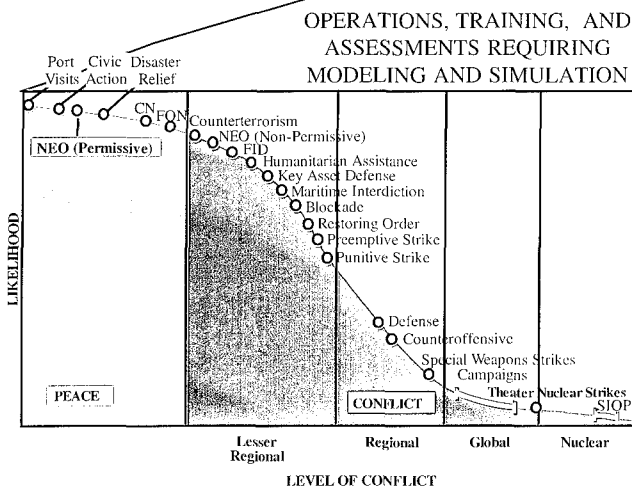 OPERATIONS, TRAINING, AND
ASSESSMENTS REQUIRING
MODELING AND SIMULATION
Port Civic Disaster
Visits Action Relief
CN FON
NEO (Permissive)
Counterterrorism
NEO (Non-Permissive)
FID
Humanitarian Assistance
Key Asset Defense
Maritime Interdiction
Blockade
Restoring Order
Preemptive Strike
Punitive Strike
Defense
Counteroffensive
Special Weapons Strikes
Campaigns
Theater Nuclear Strikes
SIOP
LIKELIHOOD
PEACE
CONFLICT
Lesser
Regional
Regional
Global
Nuclear
LEVEL OF CONFLICT